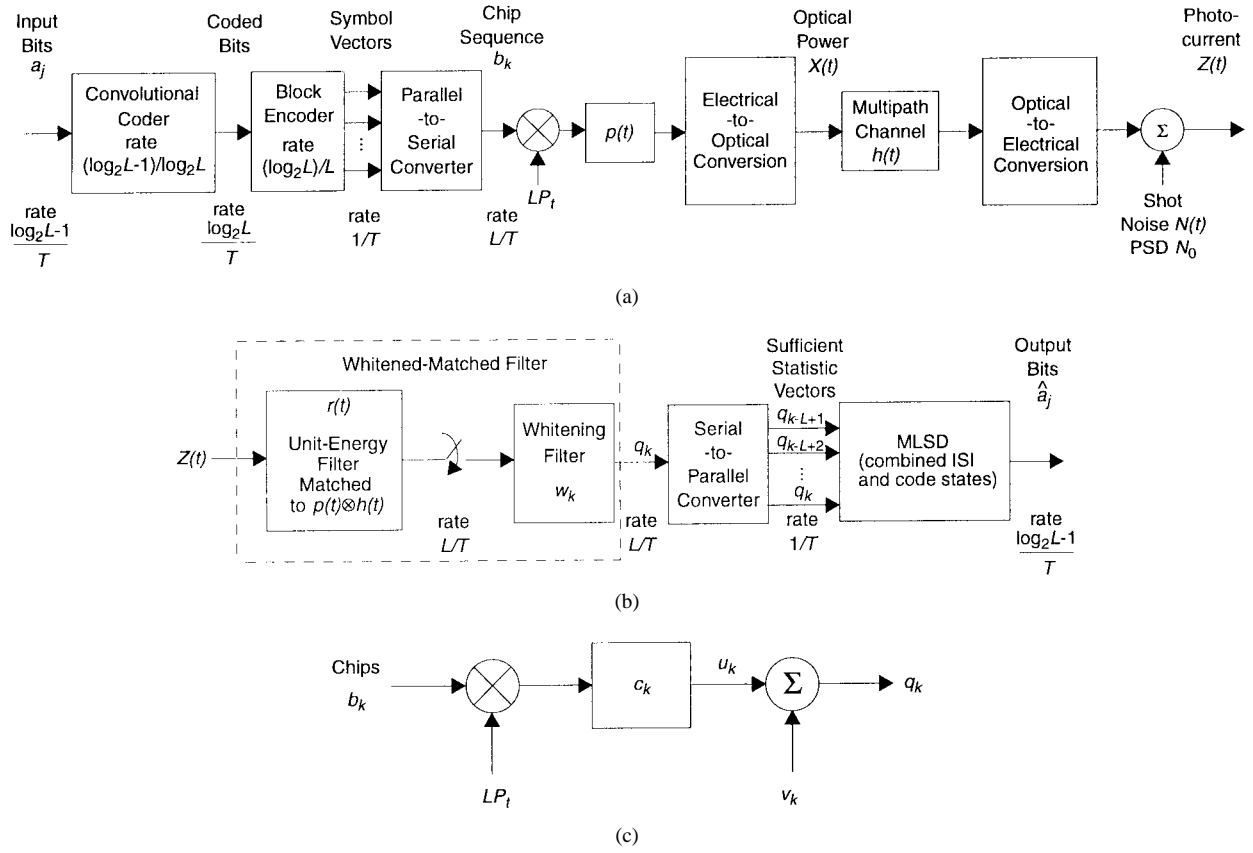 Input
Bits
a_j
Coded
Bits
Symbol
Vectors
Chip
Sequence
b_k
Optical
Power
X(t)
Photo-
current
Z(t)
Convolutional
Coder
rate
(log₂L-1)/log₂L
Block
Encoder
rate
(log₂L)/L
Parallel
-to-
Serial
Converter
p(t)
Electrical
-to-
Optical
Conversion
Multipath
Channel
h(t)
Optical
-to-
Electrical
Conversion
Σ
LP_t
rate
log₂L-1
T
rate
log₂L
T
rate
1/T
rate
L/T
Shot
Noise N(t)
PSD N₀
(a)
Whitened-Matched Filter
Sufficient
Statistic
Vectors
Output
Bits
â_j
Z(t)
r(t)
Unit-Energy
Filter
Matched
to p(t)⊗h(t)
Whitening
Filter
w_k
q_k
Serial
-to-
Parallel
Converter
q_{k-L+1}
q_{k-L+2}
⋮
q_k
MLSD
(combined ISI
and code states)
rate
L/T
rate
L/T
rate
1/T
rate
log₂L-1
T
(b)
Chips
b_k
c_k
u_k
Σ
q_k
LP_t
v_k
(c)